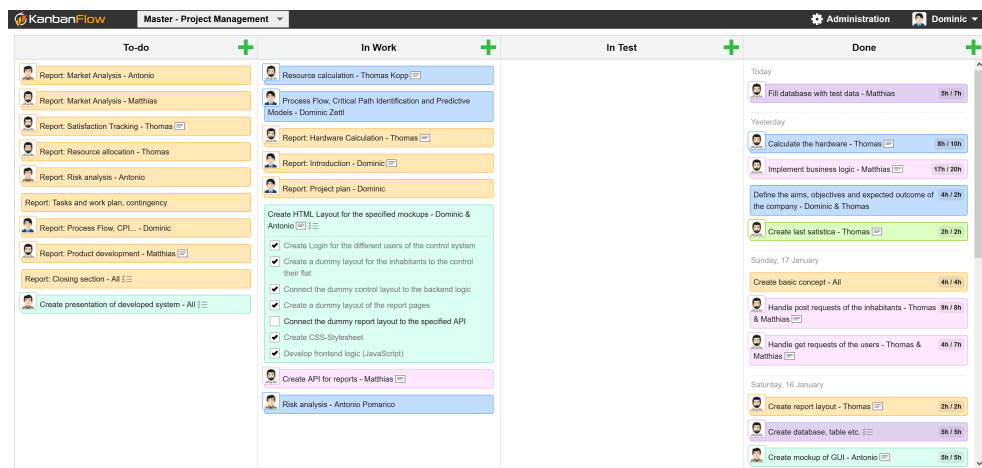 KanbanFlow
Master - Project Management
Administration
Dominic
To-do
In Work
In Test
Done
Report: Market Analysis - Antonio
Report: Market Analysis - Matthias
Report: Satisfaction Tracking - Thomas
Report: Resource allocation - Thomas
Report: Risk analysis - Antonio
Report: Tasks and work plan, contingency
Report: Process Flow, CPI... - Dominic
Report: Product development - Matthias
Report: Closing section - All
Create presentation of developed system - All
Resource calculation - Thomas Kopp
Process Flow, Critical Path Identification and Predictive
Models - Dominic Zettl
Report: Hardware Calculation - Thomas
Report: Introduction - Dominic
Report: Project plan - Dominic
Create HTML Layout for the specified mockups - Dominic &
Antonio
Create Login for the different users of the control system
Create a dummy layout for the inhabitants to the control
their flat
Connect the dummy control layout to the backend logic
Create a dummy layout of the report pages
Connect the dummy report layout to the specified API
Create CSS-Stylesheet
Develop frontend logic (JavaScript)
Create API for reports - Matthias
Risk analysis - Antonio Pomarico
Today
Fill database with test data - Matthias 5h / 7h
Yesterday
Calculate the hardware - Thomas 8h / 10h
Implement business logic - Matthias 17h / 20h
Define the aims, objectives and expected outcome of 4h / 2h
the company - Dominic & Thomas
Create last satistica - Thomas 2h / 2h
Sunday, 17 January
Create basic concept - All 4h / 4h
Handle post requests of the inhabitants - Thomas 9h / 8h
& Matthias
Handle get requests of the users - Thomas & 4h / 7h
Matthias
Saturday, 16 January
Create report layout - Thomas 2h / 2h
Create database, table etc. 5h / 5h
Create mockup of GUI - Antonio 5h / 5h